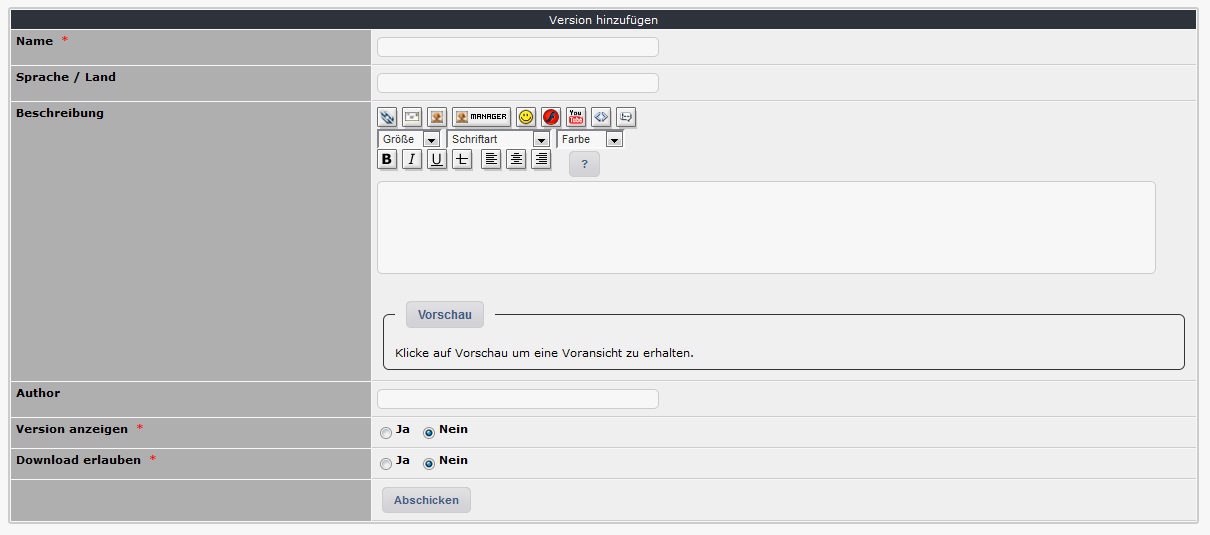 Version hinzufügen
Name *
Sprache / Land
Beschreibung
MANAGER You Tube
Größe Schriftart Farbe
B I U T ?
Vorschau
Klicke auf Vorschau um eine Voransicht zu erhalten.
Author
Version anzeigen * Ja Nein
Download erlauben * Ja Nein
Abschicken